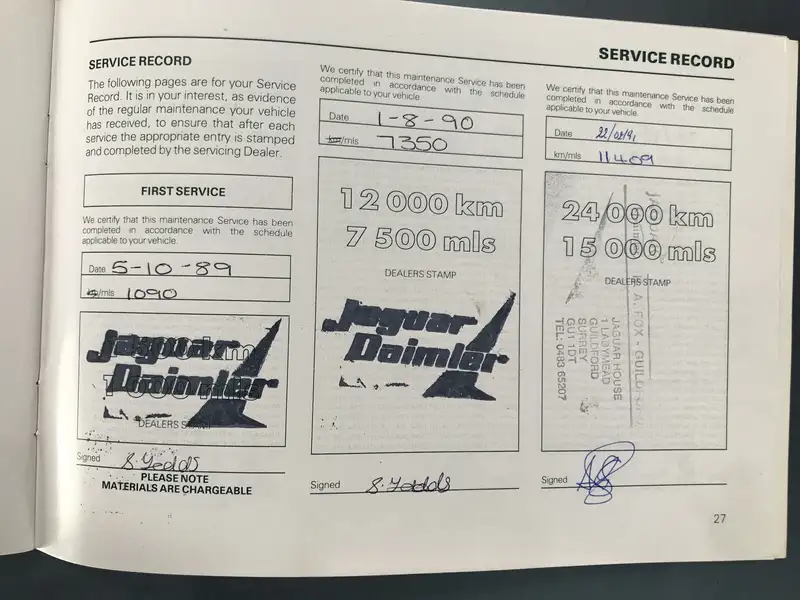 SERVICE RECORD
The following pages are for your Service
Record. It is in your interest, as evidence
of the regular maintenance your vehicle
has received, to ensure that after each
service the appropriate entry is stamped
and completed by the servicing Dealer.
FIRST SERVICE
We certify that this maintenance Service has been
completed in accordance with the schedule
applicable to your vehicle.
Date 5-10-89
km/mls 1090
Jaguar
Daimler
DEALERS STAMP
Signed S. Yedds
PLEASE NOTE
MATERIALS ARE CHARGEABLE
We certify that this maintenance Service has been
completed in accordance with the schedule
applicable to your vehicle.
Date 1-8-90
km/mls 7350
12 000 km
7 500 mls
DEALERS STAMP
Jaguar
Daimler
Signed S. Yedds
SERVICE RECORD
We certify that this maintenance Service has been
completed in accordance with the schedule
applicable to your vehicle.
Date
km/mls 11409
24 000 km
15 000 mls
DEALERS STAMP
A. FOX - GUILDFORD
JAGUAR HOUSE
1 LADYMEAD
GUILDFORD
SURREY
GU1 1DT
TEL: 0483 65207
Signed
27